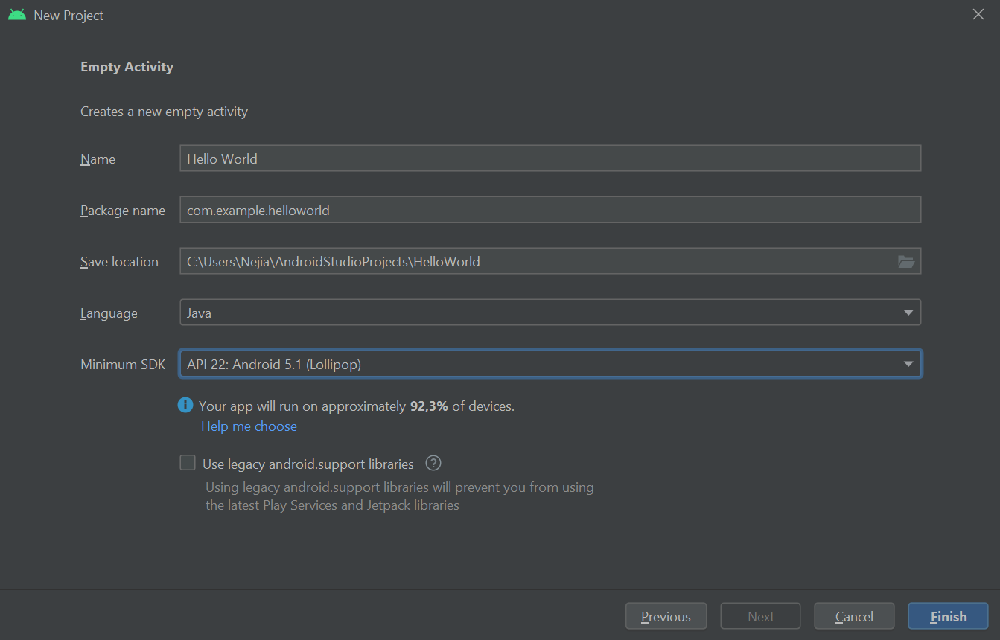 New Project
Empty Activity
Creates a new empty activity
Name
Hello World
Package name
com.example.helloworld
Save location
C:\Users\Nejia\AndroidStudioProjects\HelloWorld
Language
Java
Minimum SDK
API 22: Android 5.1 (Lollipop)
Your app will run on approximately 92,3% of devices.
Help me choose
Use legacy android.support libraries
Using legacy android.support libraries will prevent you from using
the latest Play Services and Jetpack libraries
Previous
Next
Cancel
Finish